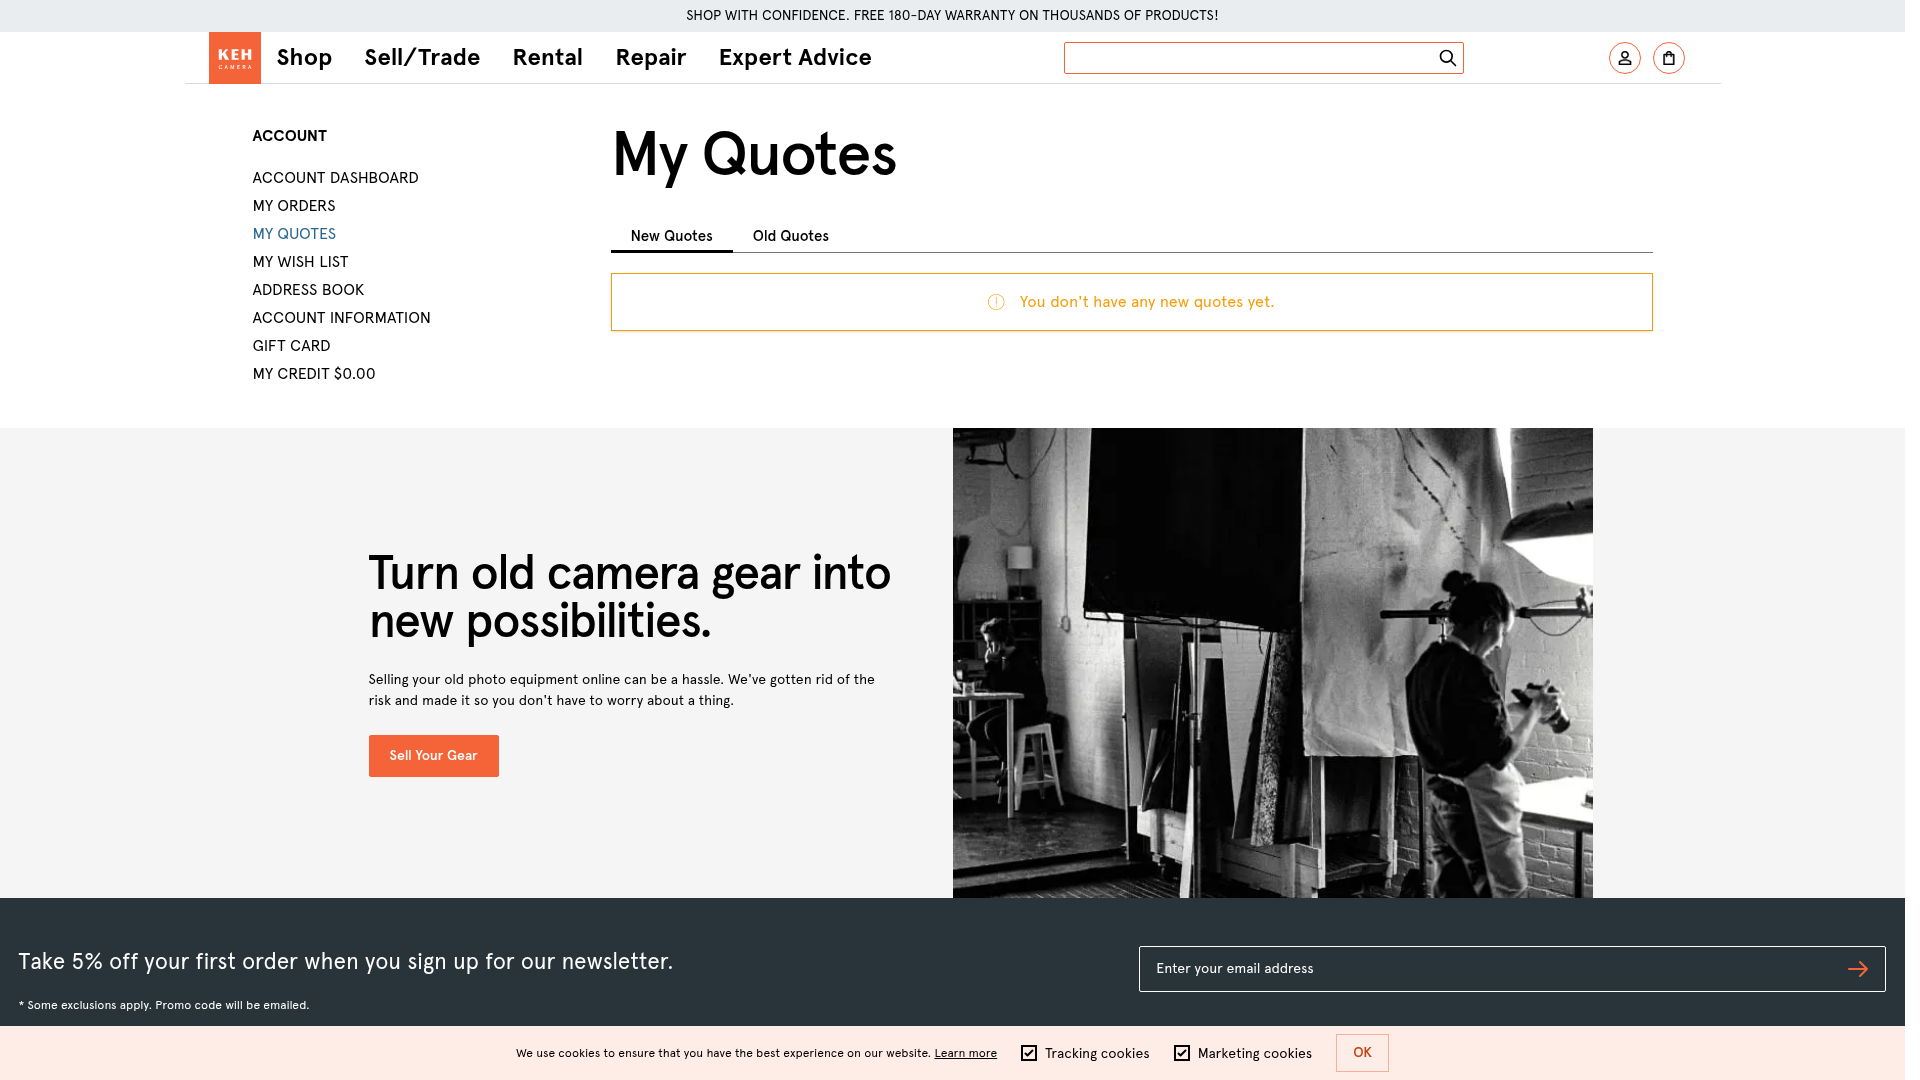 SHOP WITH CONFIDENCE. FREE 180-DAY WARRANTY ON THOUSANDS OF PRODUCTS!
KEH
CAMERA
Shop
Sell/Trade
Rental
Repair
Expert Advice
ACCOUNT
ACCOUNT DASHBOARD
MY ORDERS
MY QUOTES
MY WISH LIST
ADDRESS BOOK
ACCOUNT INFORMATION
GIFT CARD
MY CREDIT $0.00
My Quotes
New Quotes
Old Quotes
You don't have any new quotes yet.
Turn old camera gear into
new possibilities.
Selling your old photo equipment online can be a hassle. We've gotten rid of the
risk and made it so you don't have to worry about a thing.
Sell Your Gear
Take 5% off your first order when you sign up for our newsletter.
* Some exclusions apply. Promo code will be emailed.
Enter your email address
We use cookies to ensure that you have the best experience on our website. Learn more
Tracking cookies
Marketing cookies
OK